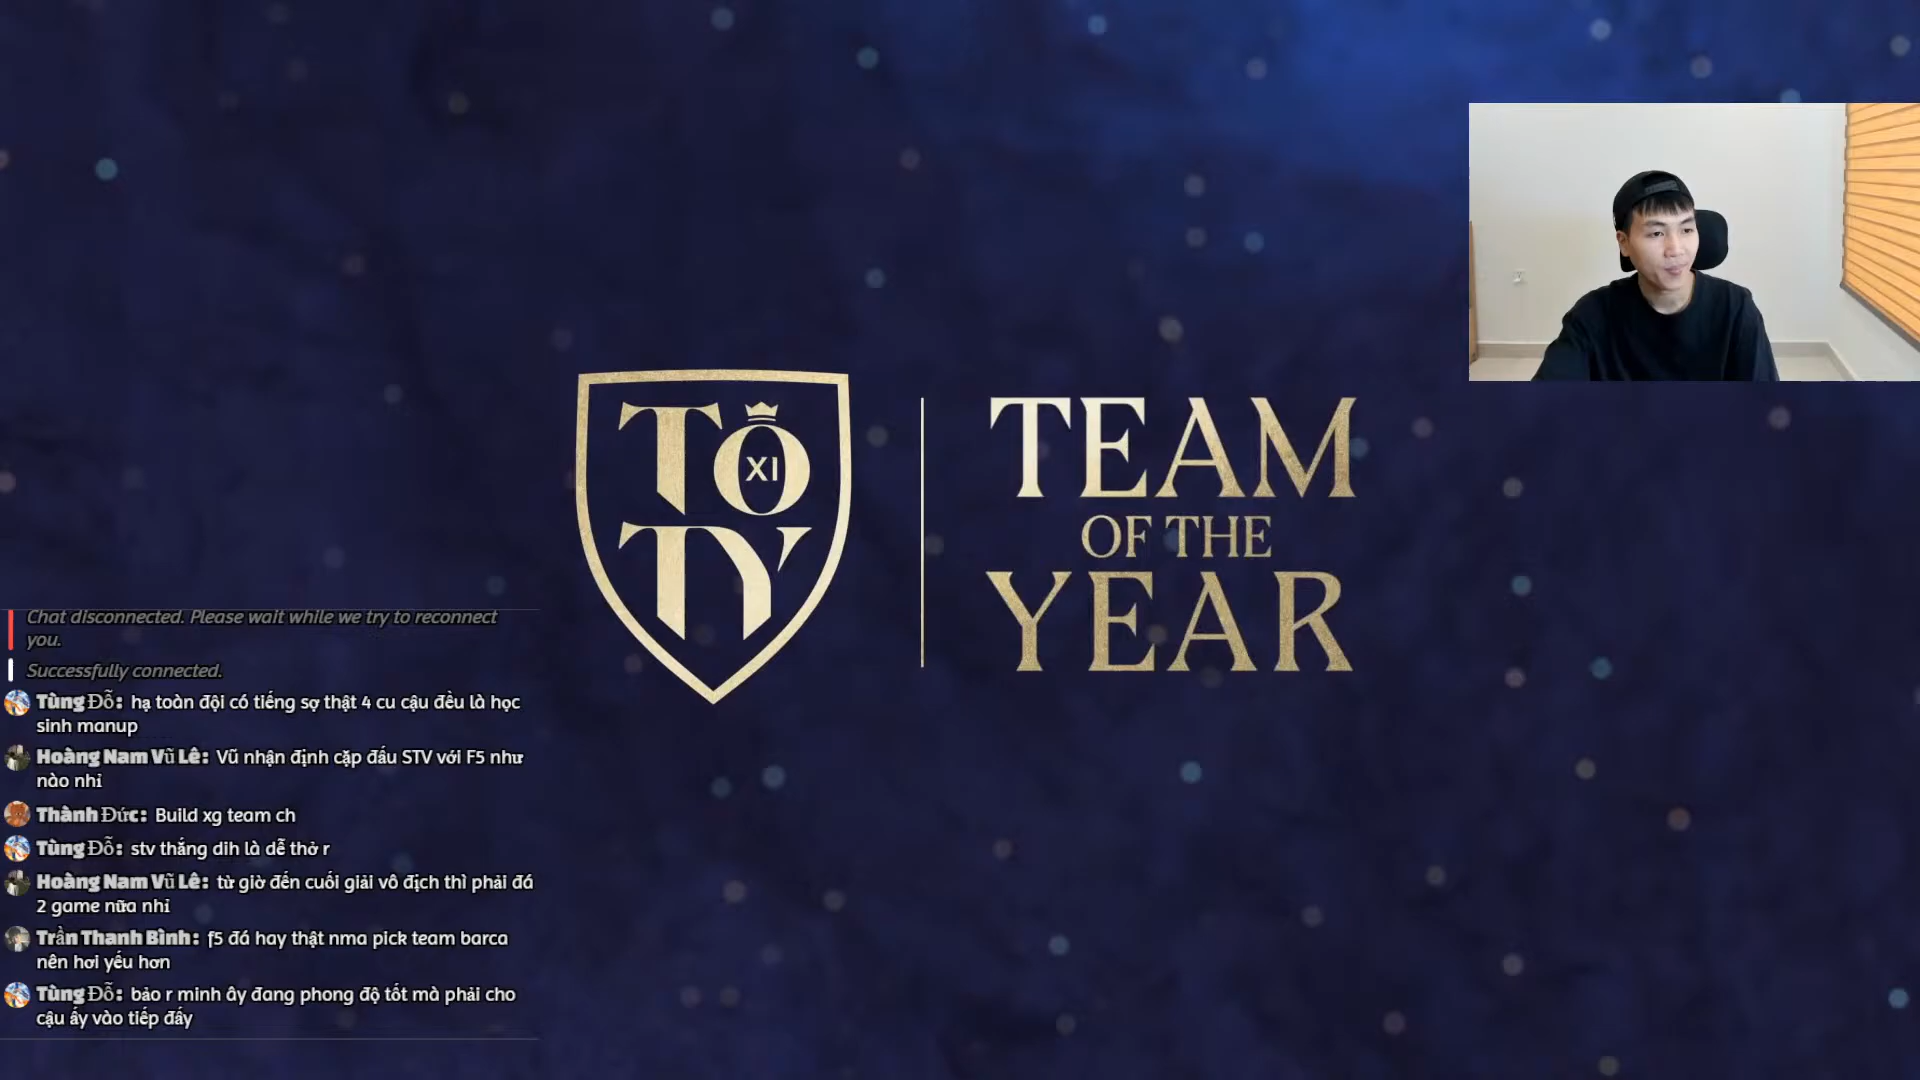 TO
XI
TY
TEAM
OF THE
YEAR
Chat disconnected. Please wait while we try to reconnect
you.
Successfully connected.
Tùng Đỗ: hạ toàn đội có tiếng sợ thật 4 cu cậu đều là học
sinh manup
Hoàng Nam Vũ Lê: Vũ nhận định cặp đấu STV với F5 như
nào nhỉ
Thành Đức: Build xg team ch
Tùng Đỗ: stv thắng dih là dễ thở r
Hoàng Nam Vũ Lê: từ giờ đến cuối giải vô địch thì phải đá
2 game nữa nhỉ
Trần Thanh Bình: f5 đá hay thật nma pick team barca
nên hơi yếu hơn
Tùng Đỗ: bảo r minh ây đang phong độ tốt mà phải cho
cậu ấy vào tiếp đấy